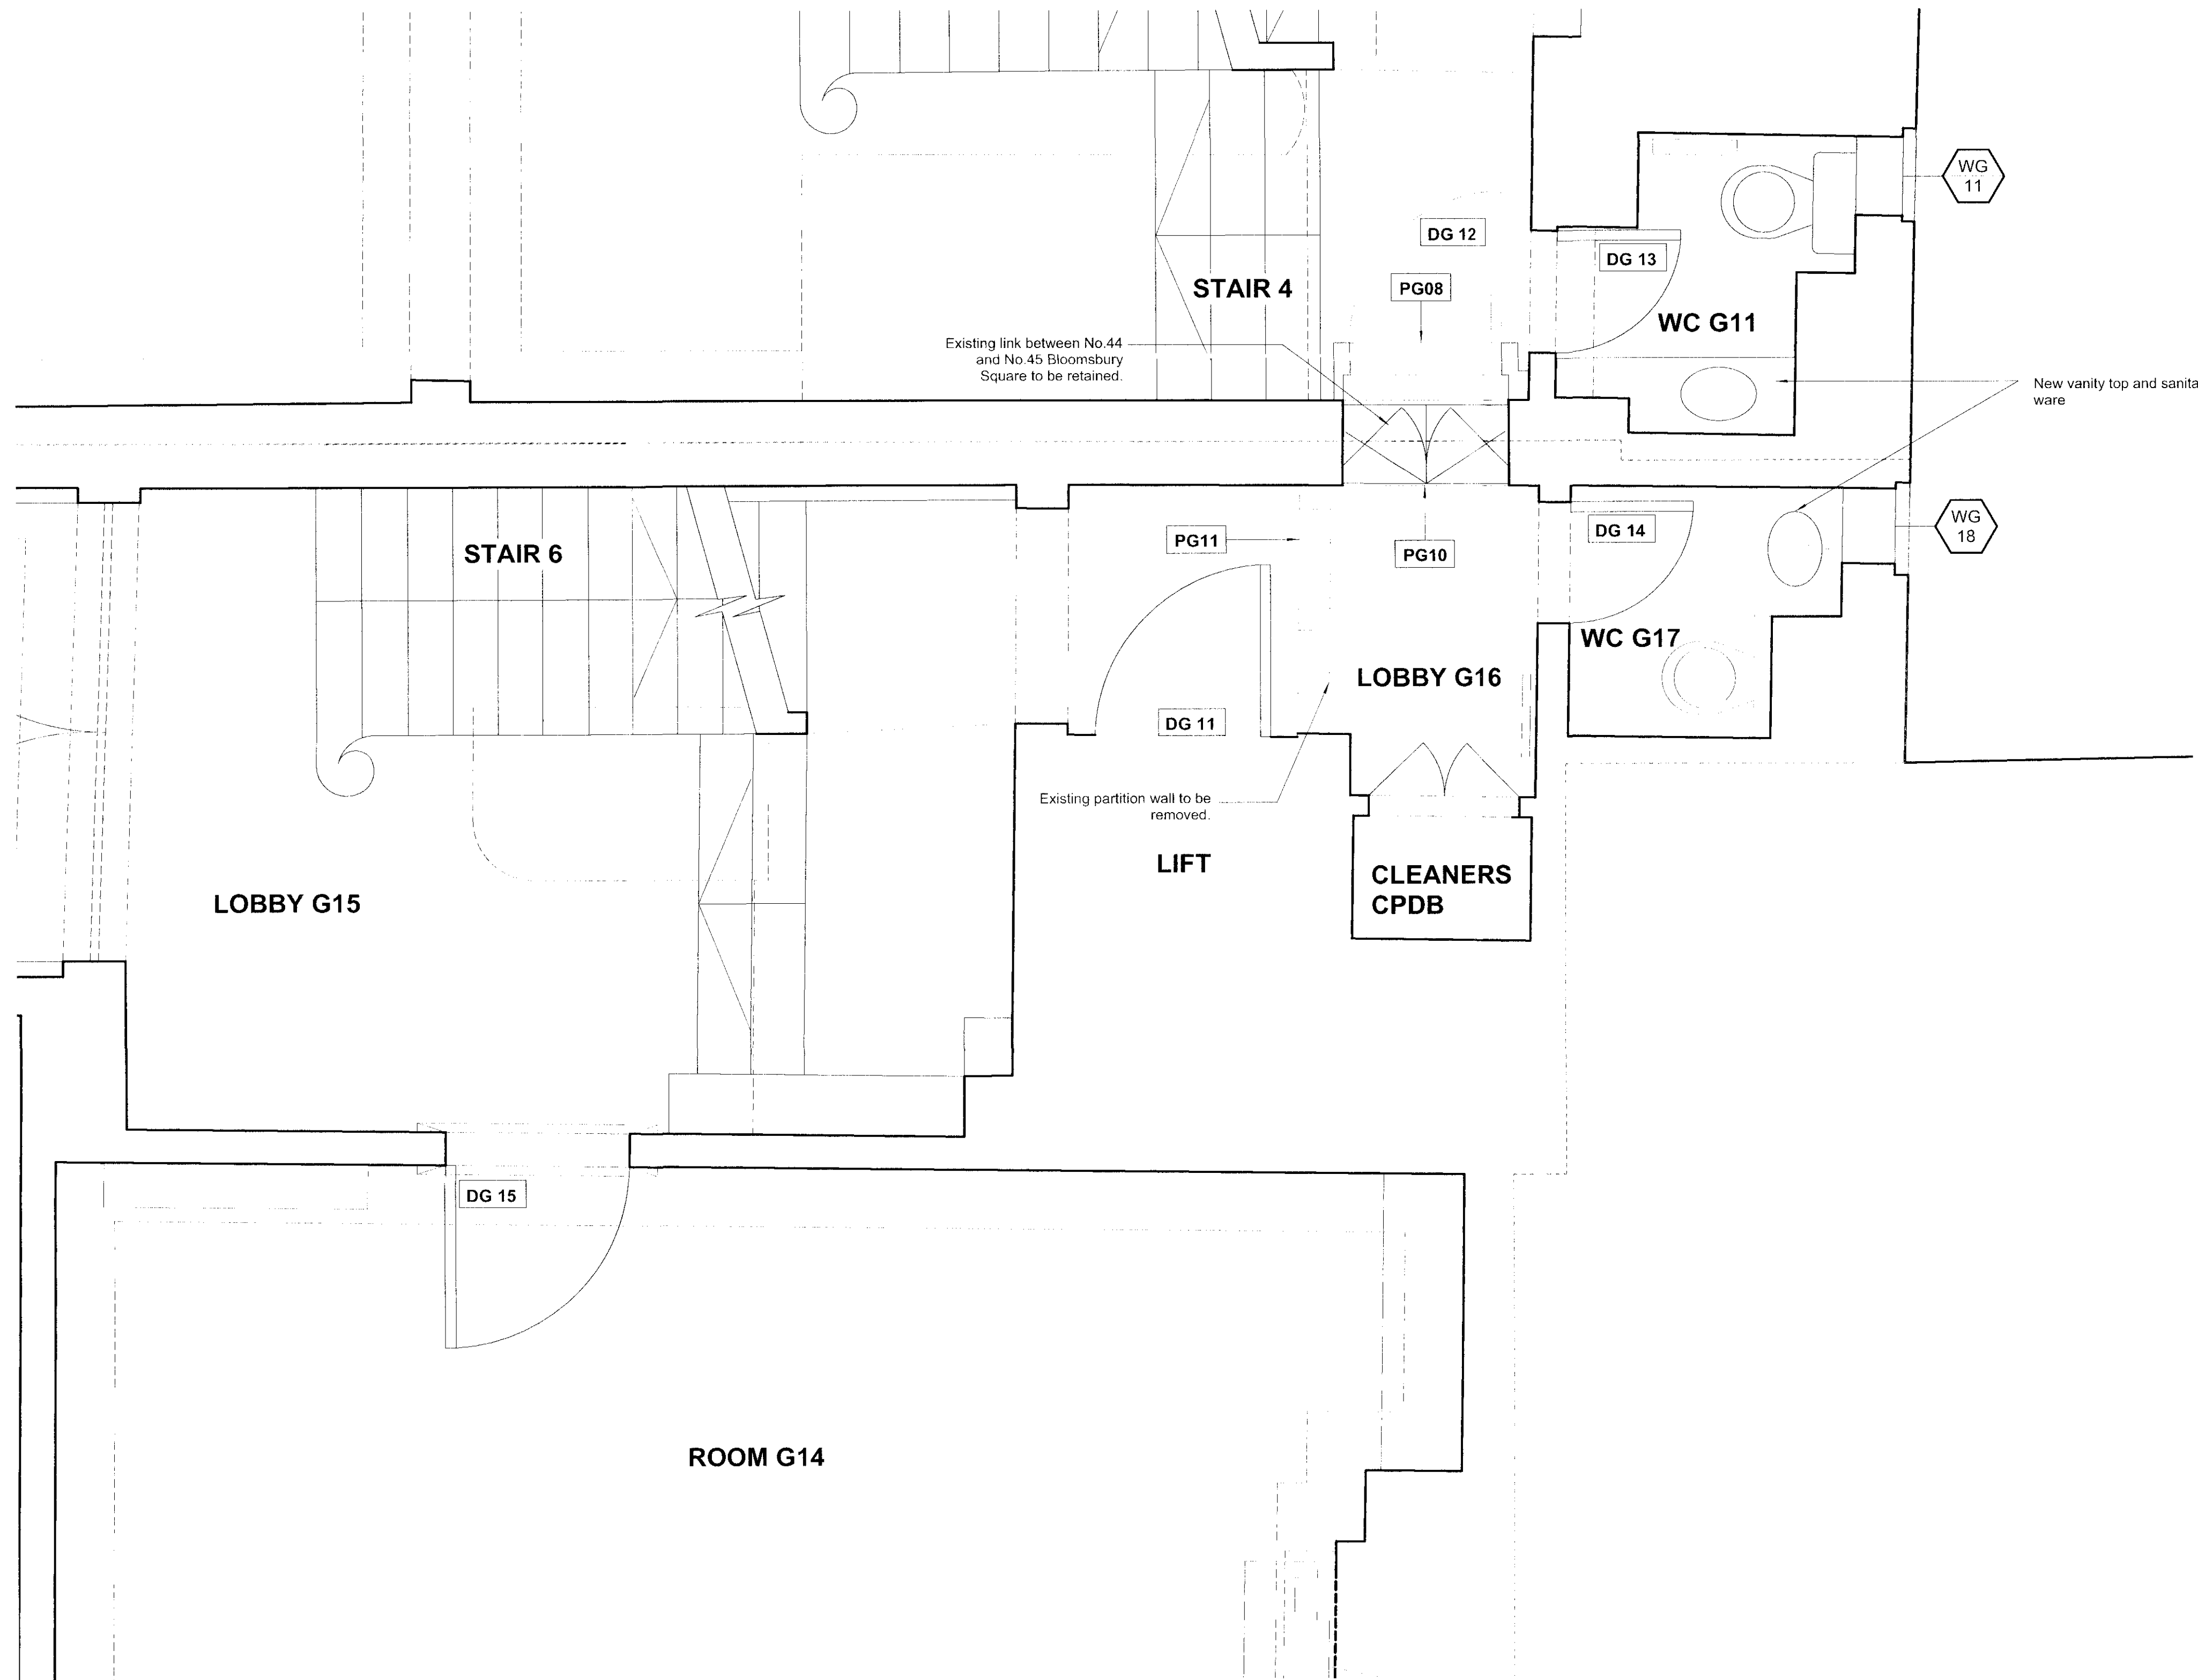 WG
11
DG 12
DG 13
STAIR 4
PG08
WC G11
Existing link between No.44
and No.45 Bloomsbury
Square to be retained.
New vanity top and sanita
ware
STAIR 6
PG11
PG10
DG 14
WG
18
WC G17
LOBBY G16
DG 11
Existing partition wall to be
removed.
LIFT
CLEANERS
CPDB
LOBBY G15
DG 15
ROOM G14